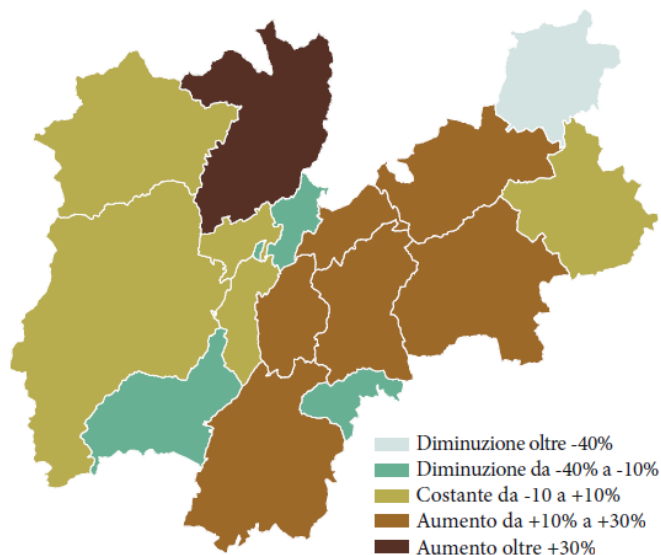 Diminuzione oltre -40%
Diminuzione da -40% a -10%
Costante da -10 a +10%
Aumento da +10% a +30%
Aumento oltre +30%